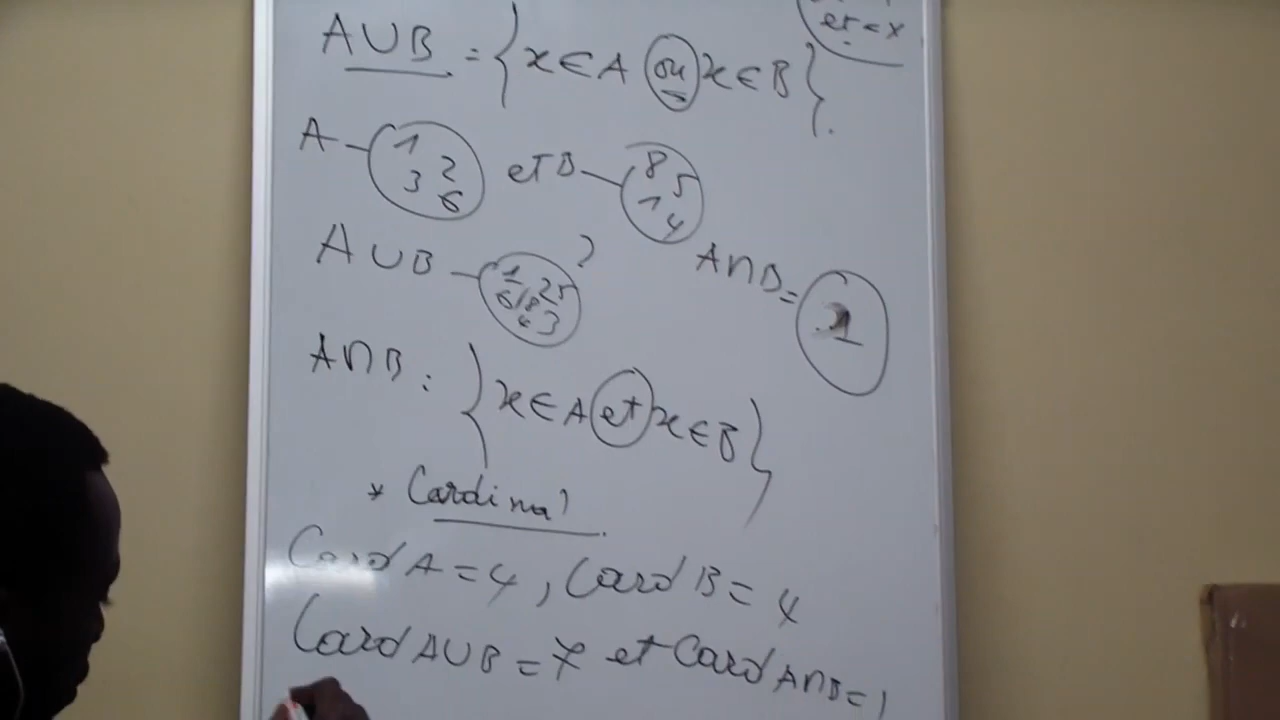 et = x
A∪B = {x∈A ou x∈B}.
A 1 2 3 6 et B 8 5 1 4
A∪B 1 2 5 6 8 4 3 ?
A∩B = 1
A∩B : {x∈A et x∈B}
* Cardinal
Card A = 4, Card B = 4
Card A∪B = 7 et Card A∩B = 1